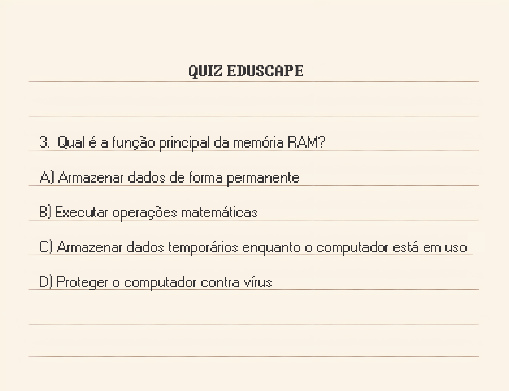 QUIZ EDUSCAPE
3. Qual é a função principal da memória RAM?
A) Armazenar dados de forma permanente
B) Executar operações matemáticas
C) Armazenar dados temporários enquanto o computador está em uso
D) Proteger o computador contra vírus